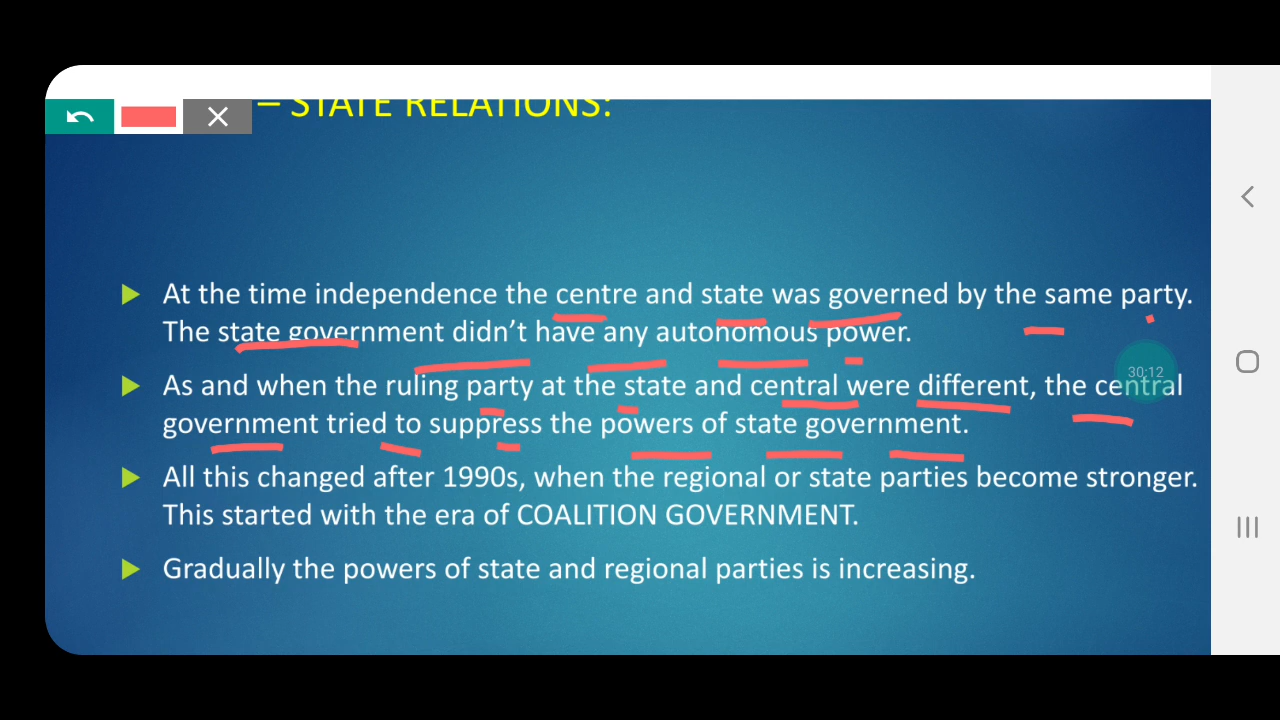 – STATE RELATIONS:
At the time independence the centre and state was governed by the same party.
The state government didn't have any autonomous power.
As and when the ruling party at the state and central were different, the central
government tried to suppress the powers of state government.
All this changed after 1990s, when the regional or state parties become stronger.
This started with the era of COALITION GOVERNMENT.
Gradually the powers of state and regional parties is increasing.
30:12